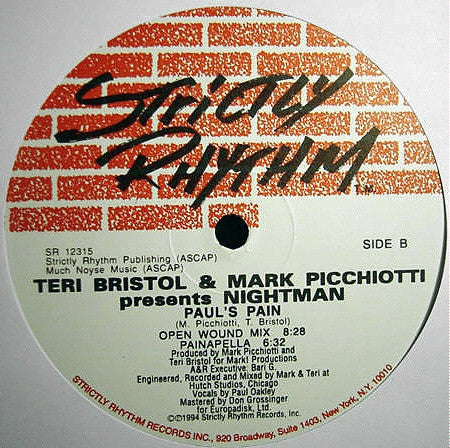 STRICTLY
RHYTHM TM
SR 12315
Strictly Rhythm Publishing (ASCAP)
Much Noyse Music (ASCAP)
SIDE B
TERI BRISTOL & MARK PICCHIOTTI
presents NIGHTMAN
PAUL'S PAIN
(M. Picchiotti, T. Bristol)
OPEN WOUND MIX 8:28
PAINAPELLA 6:32
Produced by Mark Picchiotti and
Teri Bristol for Mark! Productions
A&R Executive: Bari G.
Engineered, Recorded and Mixed by Mark & Teri at
Hutch Studios, Chicago
Vocals by Paul Oakley
Mastered by Don Grossinger
for Europadisk, Ltd.
©℗1994 Strictly Rhythm Records, Inc.
STRICTLY RHYTHM RECORDS INC., 920 Broadway, Suite 1403, New York, N.Y. 10010